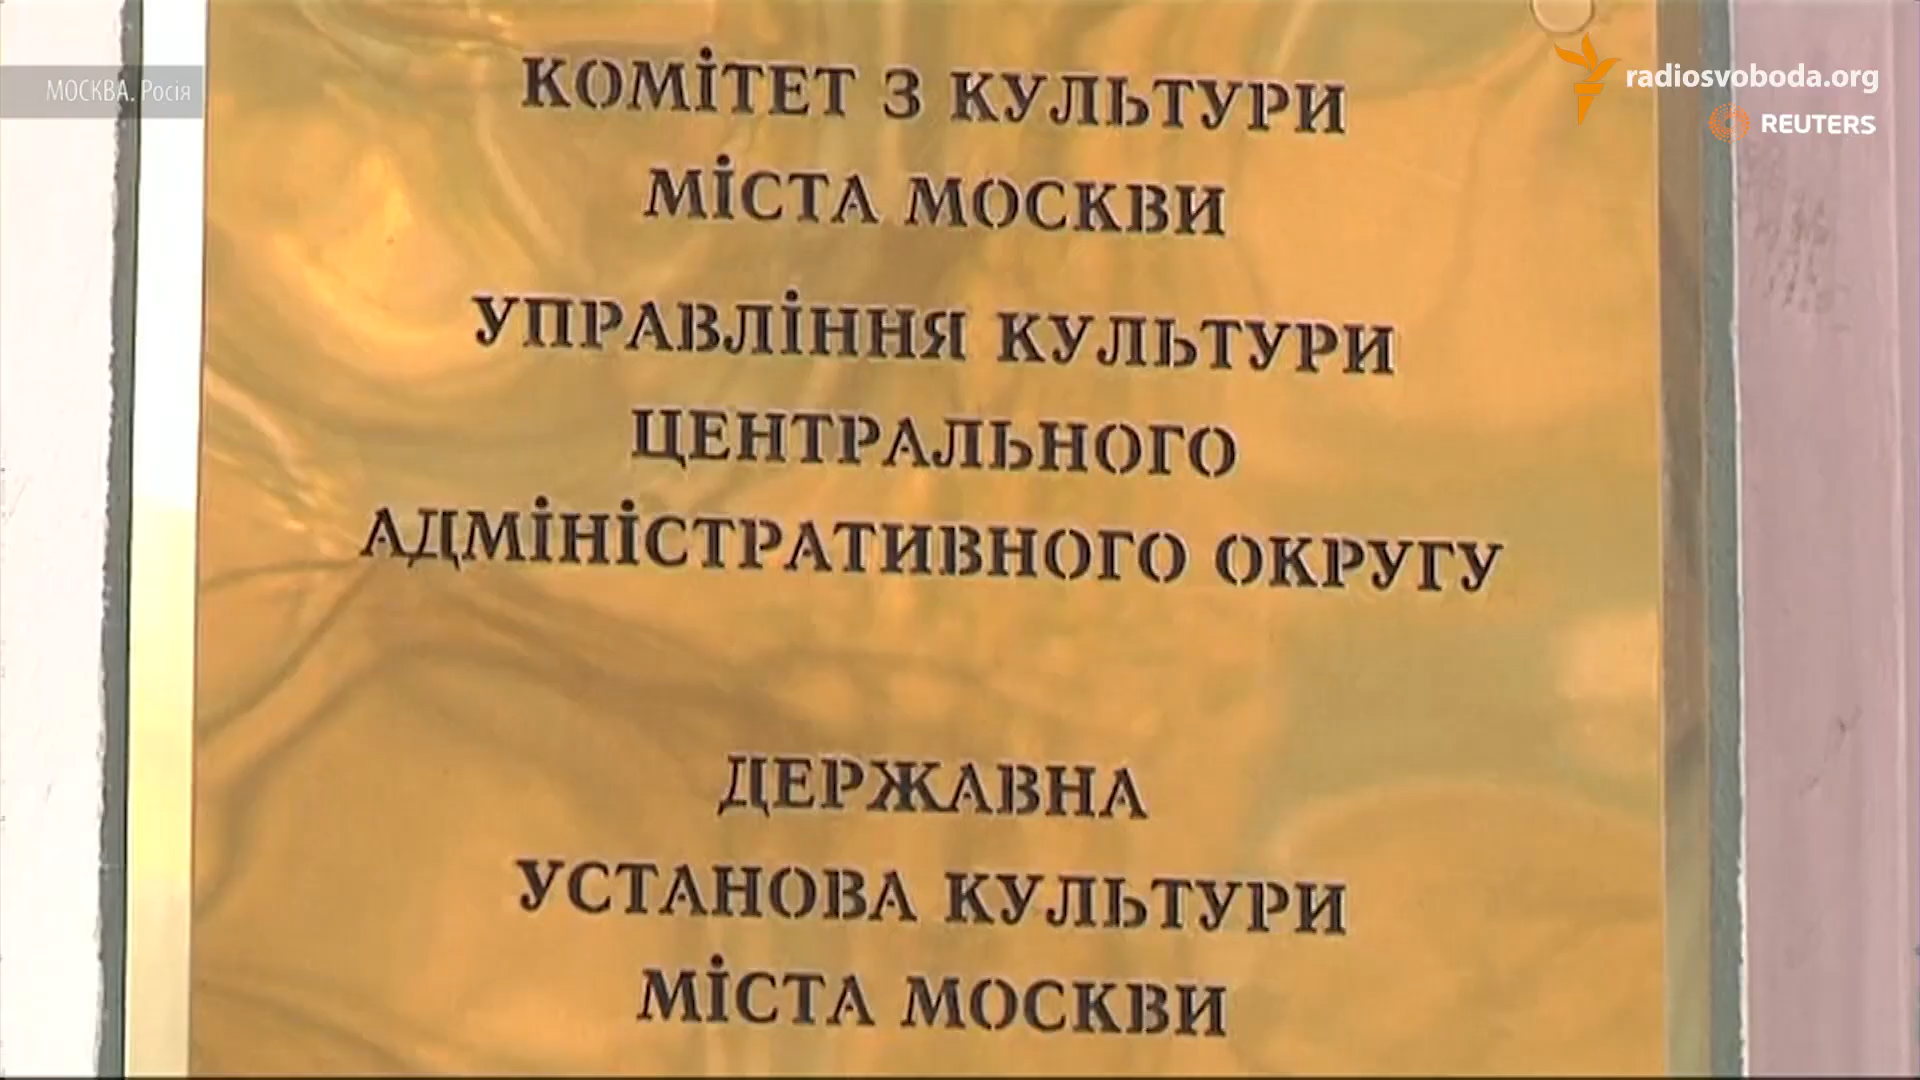 МОСКВА. Росія
radiosvoboda.org
REUTERS
КОМІТЕТ З КУЛЬТУРИ
МІСТА МОСКВИ
УПРАВЛІННЯ КУЛЬТУРИ
ЦЕНТРАЛЬНОГО
АДМІНІСТРАТИВНОГО ОКРУГУ
ДЕРЖАВНА
УСТАНОВА КУЛЬТУРИ
МІСТА МОСКВИ